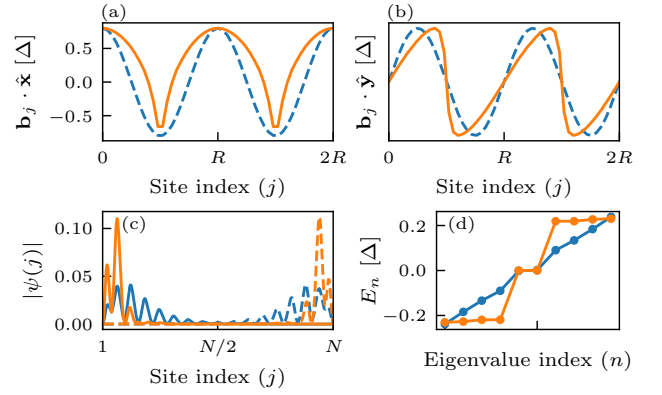 (a)
b_j · x̂ [Δ]
0.5
0.0
−0.5
0
R
2R
Site index (j)
(b)
b_j · ŷ [Δ]
0
R
2R
Site index (j)
(c)
|ψ(j)|
0.10
0.05
0.00
1
N/2
N
Site index (j)
(d)
E_n [Δ]
0.2
0.0
−0.2
Eigenvalue index (n)